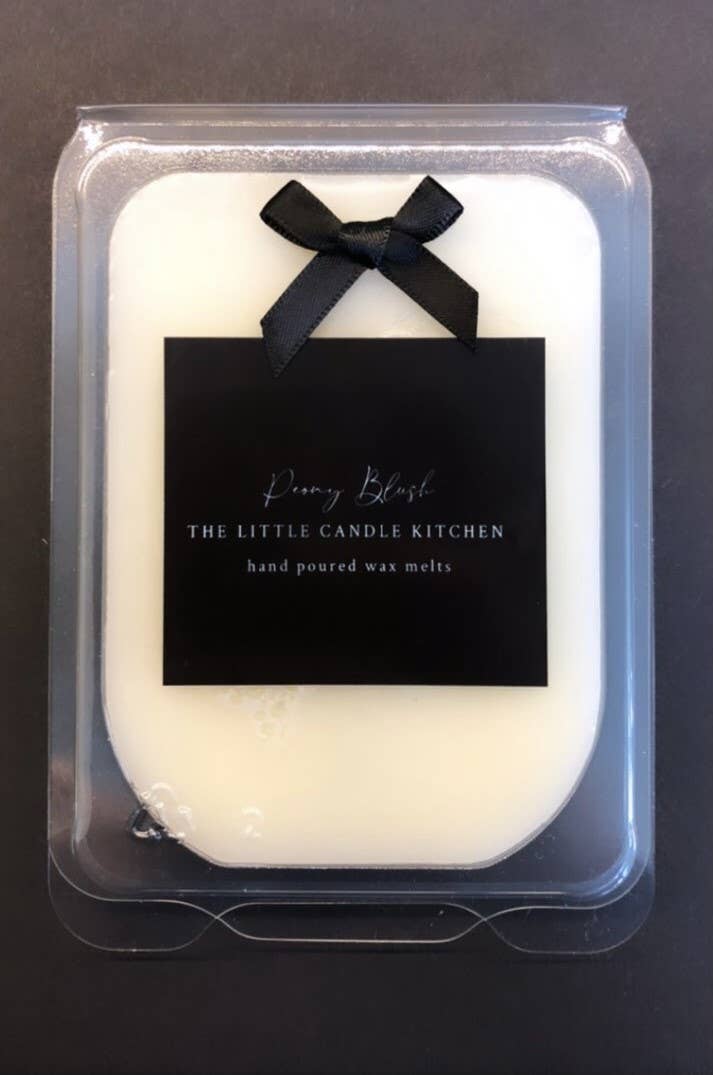 Peony Blush
THE LITTLE CANDLE KITCHEN
hand poured wax melts